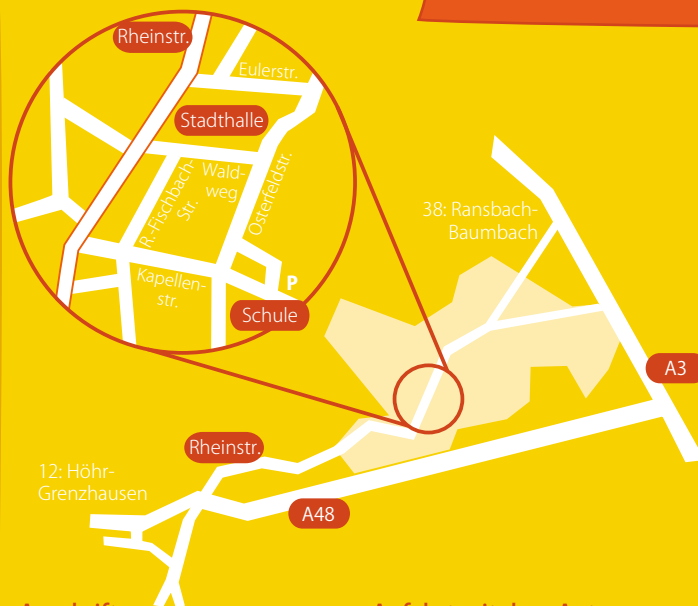 Rheinstr.
Eulerstr.
Stadthalle
Wald-
weg
R.-Fischbach-
Str.
Osterfeldstr.
Kapellen-
str.
P
Schule
38: Ransbach-
Baumbach
A3
Rheinstr.
12: Höhr-
Grenzhausen
A48